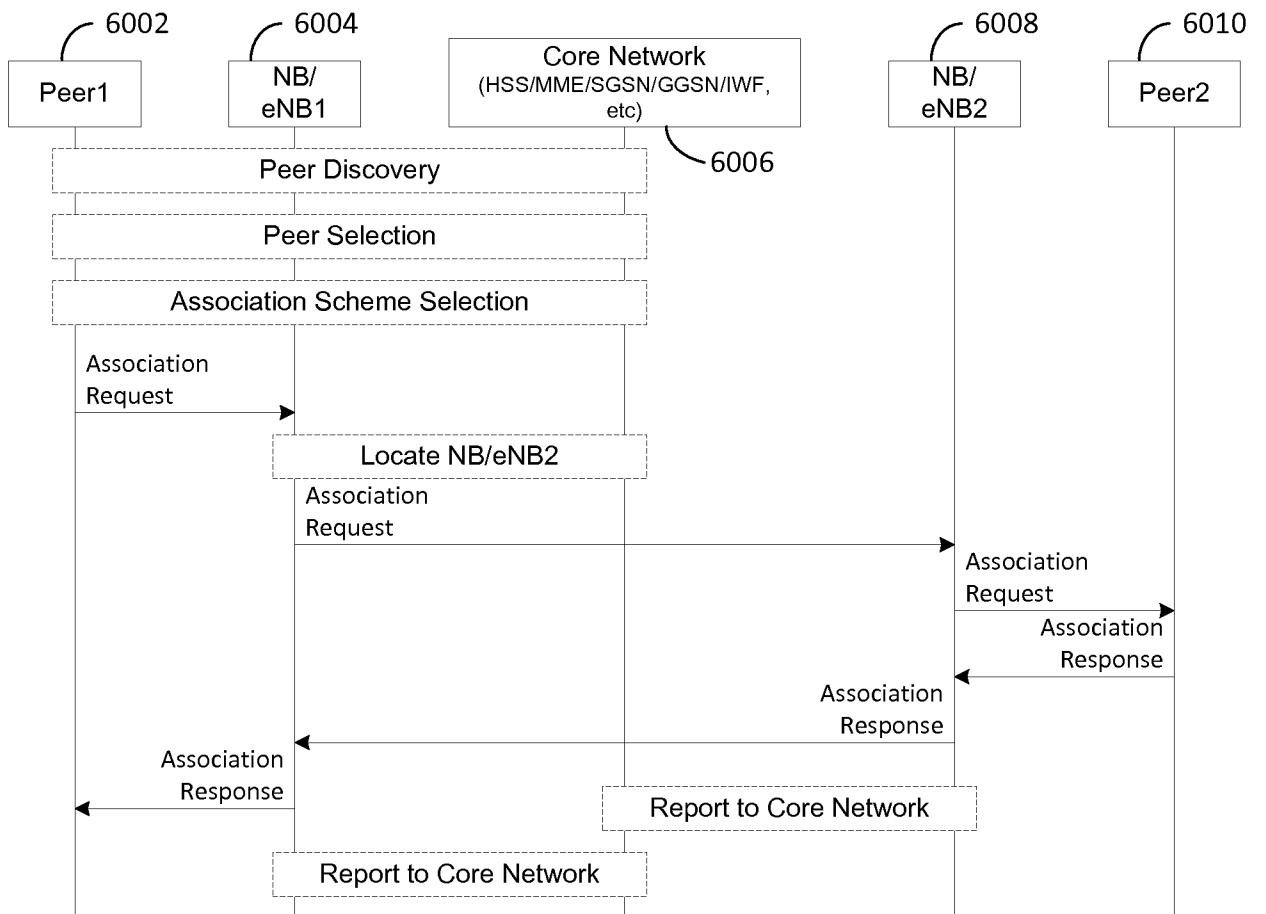 6002
6004
6008
6010
Peer1
NB/
eNB1
Core Network
(HSS/MME/SGSN/GGSN/IWF,
etc)
NB/
eNB2
Peer2
6006
Peer Discovery
Peer Selection
Association Scheme Selection
Association
Request
Locate NB/eNB2
Association
Request
Association
Request
Association
Response
Association
Response
Association
Response
Report to Core Network
Report to Core Network